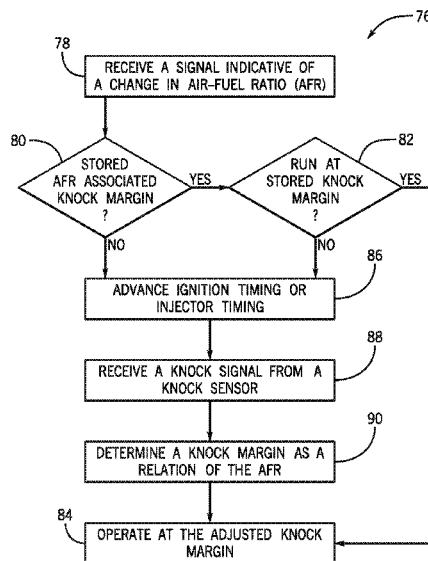 76
78
RECEIVE A SIGNAL INDICATIVE OF
A CHANGE IN AIR-FUEL RATIO (AFR)
80
STORED
AFR ASSOCIATED
KNOCK MARGIN
?
YES
NO
82
RUN AT
STORED KNOCK
MARGIN
?
YES
NO
86
ADVANCE IGNITION TIMING OR
INJECTOR TIMING
88
RECEIVE A KNOCK SIGNAL FROM A
KNOCK SENSOR
90
DETERMINE A KNOCK MARGIN AS A
RELATION OF THE AFR
84
OPERATE AT THE ADJUSTED KNOCK
MARGIN